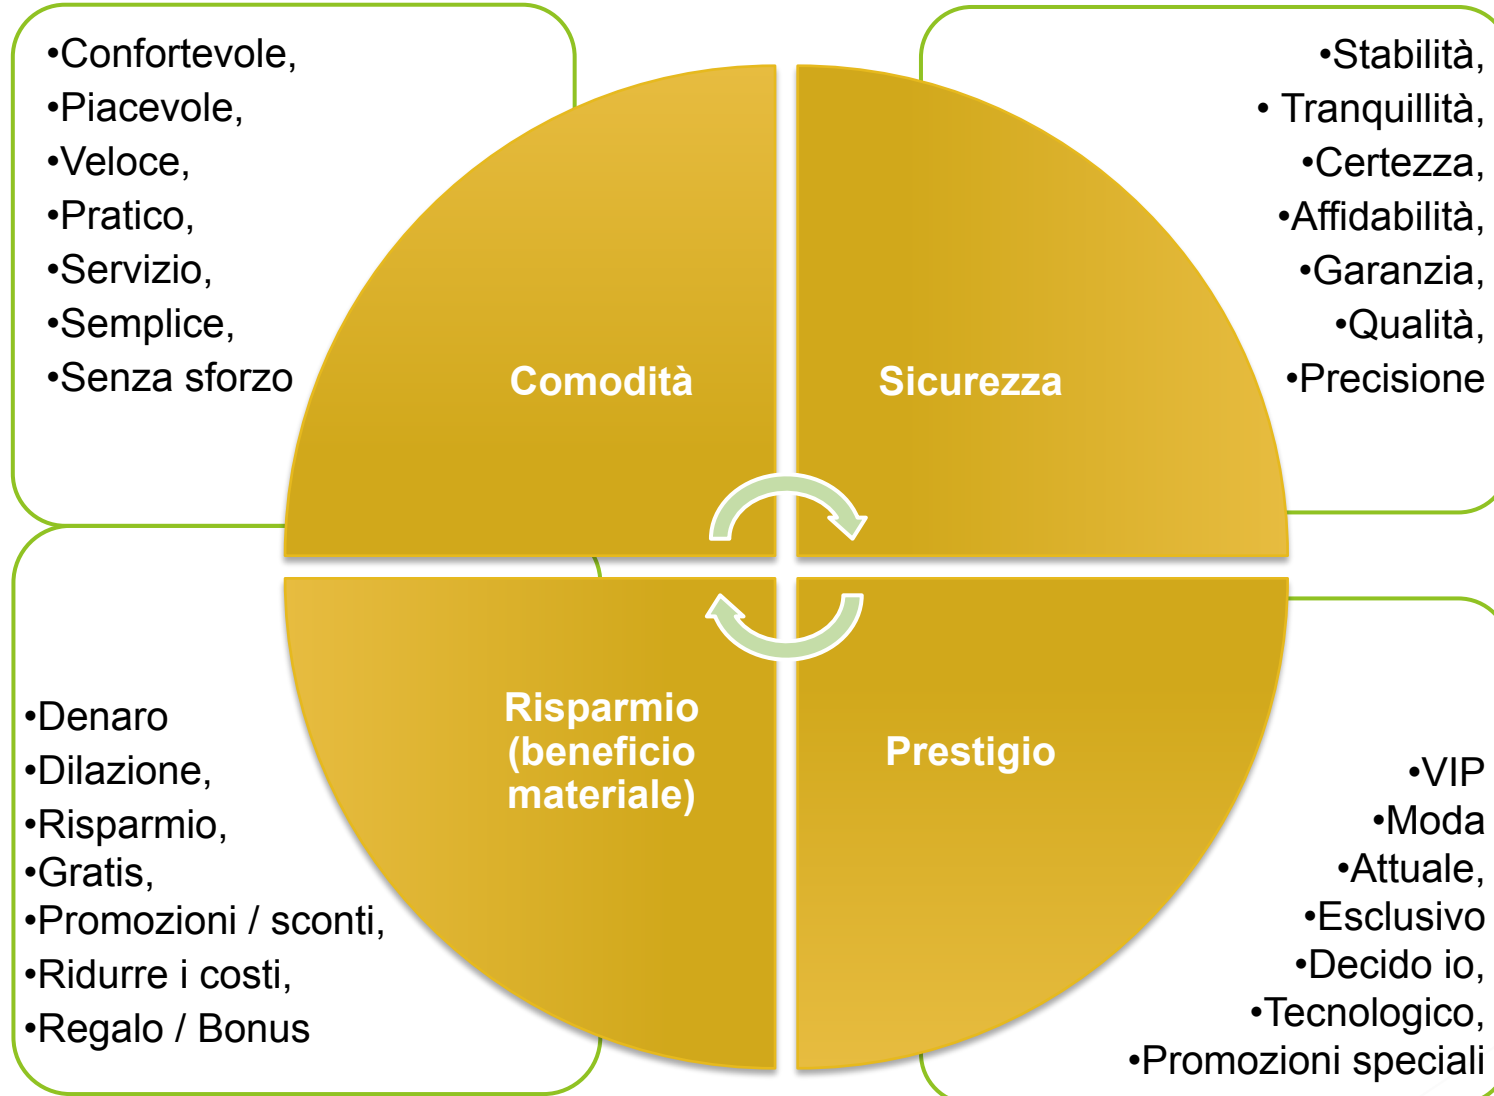 •Confortevole,
•Piacevole,
•Veloce,
•Pratico,
•Servizio,
•Semplice,
•Senza sforzo
Comodità
•Stabilità,
• Tranquillità,
•Certezza,
•Affidabilità,
•Garanzia,
•Qualità,
•Precisione
Sicurezza
•Denaro
•Dilazione,
•Risparmio,
•Gratis,
•Promozioni / sconti,
•Ridurre i costi,
•Regalo / Bonus
Risparmio
(beneficio
materiale)
Prestigio
•VIP
•Moda
•Attuale,
•Esclusivo
•Decido io,
•Tecnologico,
•Promozioni speciali